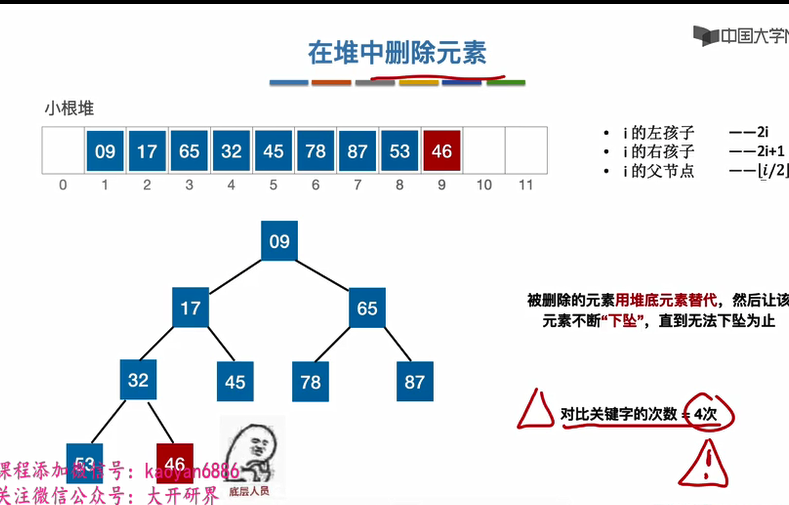 中国大学
在堆中删除元素
小根堆
09 17 65 32 45 78 87 53 46
0 1 2 3 4 5 6 7 8 9 10 11
• i 的左孩子 ——2i
• i 的右孩子 ——2i+1
• i 的父节点 ——⌊i/2⌋
09
17 65
被删除的元素用堆底元素替代，然后让该
元素不断“下坠”，直到无法下坠为止
32 45 78 87
对比关键字的次数 = 4次
53 46
课程添加微信号：kaoyan6886
底层人员
关注微信公众号：大开研界